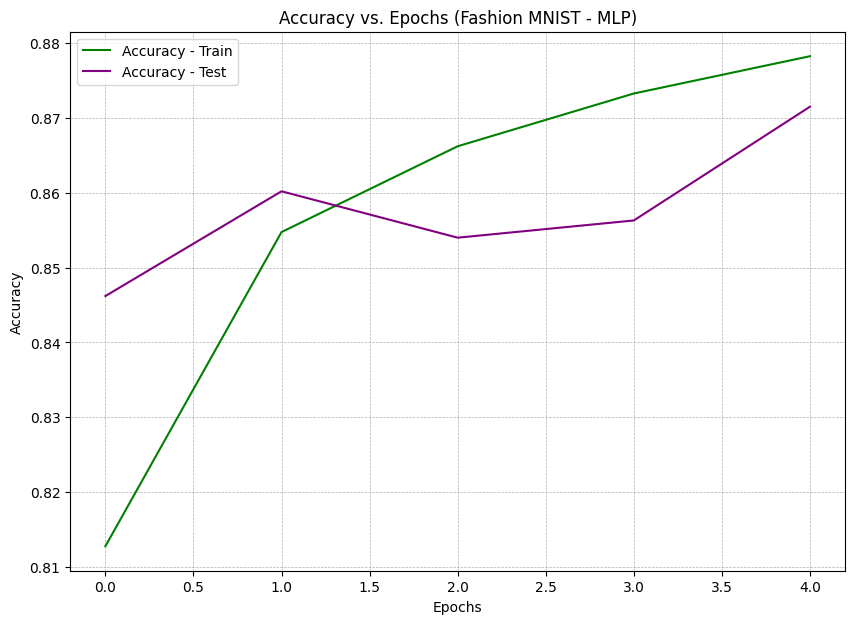 Accuracy vs. Epochs (Fashion MNIST - MLP)
Accuracy - Train
Accuracy - Test
Accuracy
0.88
0.87
0.86
0.85
0.84
0.83
0.82
0.81
0.0 0.5 1.0 1.5 2.0 2.5 3.0 3.5 4.0
Epochs